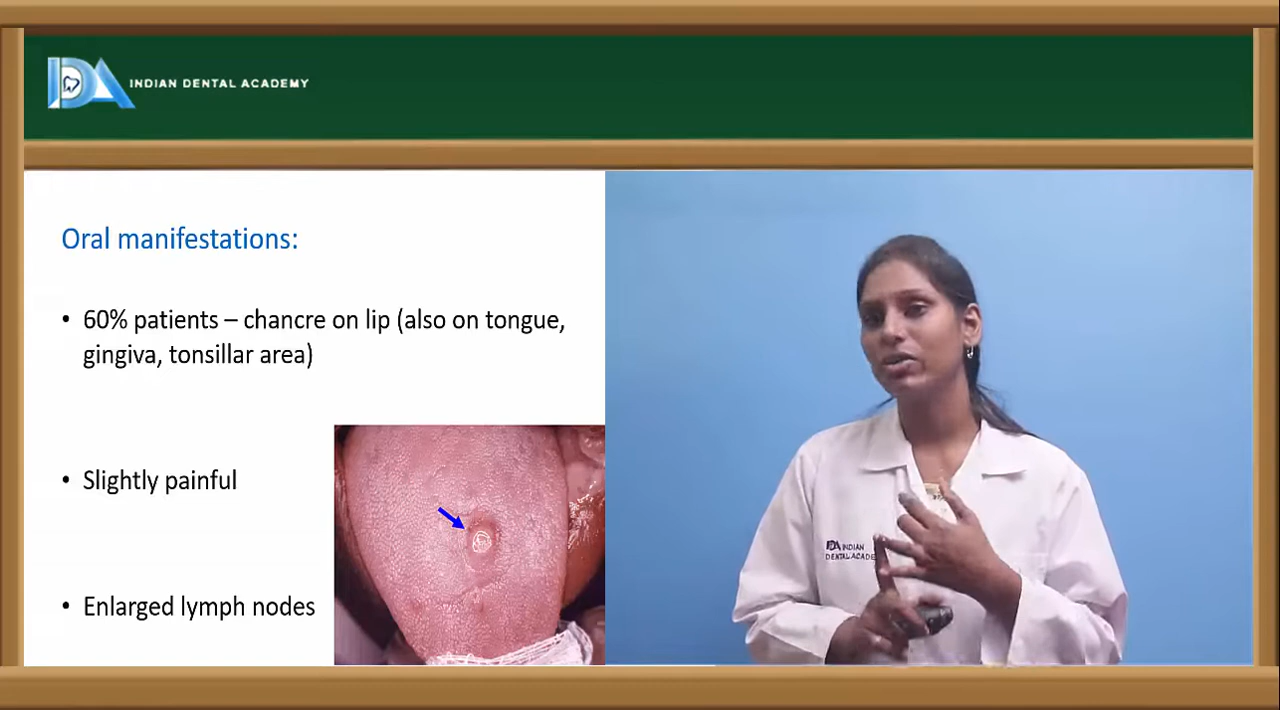 INDIAN DENTAL ACADEMY
Oral manifestations:
• 60% patients – chancre on lip (also on tongue,
gingiva, tonsillar area)
• Slightly painful
• Enlarged lymph nodes
IDA INDIAN
DENTAL ACADE